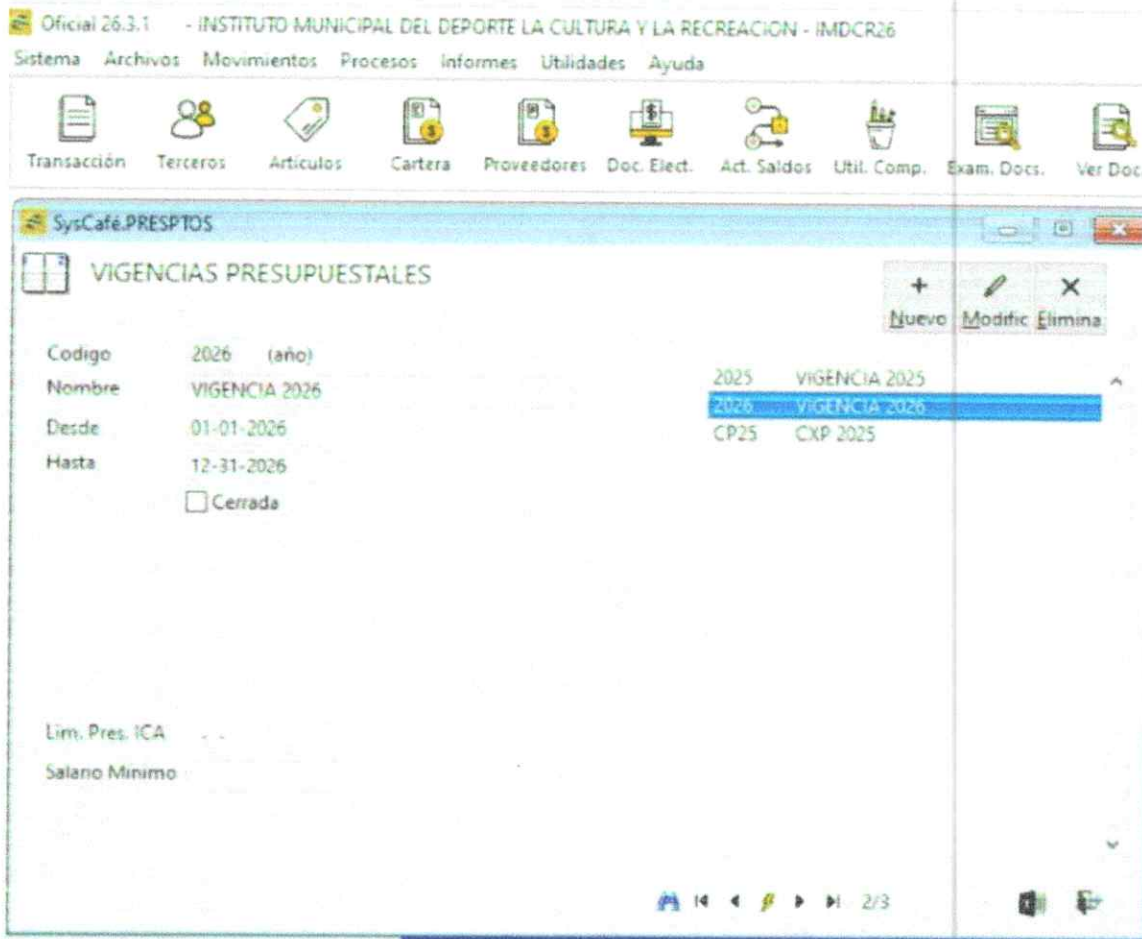 Oficial 26.3.1 - INSTITUTO MUNICIPAL DEL DEPORTE LA CULTURA Y LA RECREACION - IMDCR26
Sistema Archivos Movimientos Procesos Informes Utilidades Ayuda
Transacción Terceros Artículos Cartera Proveedores Doc. Elect. Act. Saldos Util. Comp. Exam. Docs. Ver Doc
SysCafé.PRESPTOS
VIGENCIAS PRESUPUESTALES
Nuevo Modific Elimina
Codigo 2026 (año)
Nombre VIGENCIA 2026
Desde 01-01-2026
Hasta 12-31-2026
Cerrada
2025 VIGENCIA 2025
2026 VIGENCIA 2026
CP25 CXP 2025
Lim. Pres. ICA - -
Salario Minimo
2/3